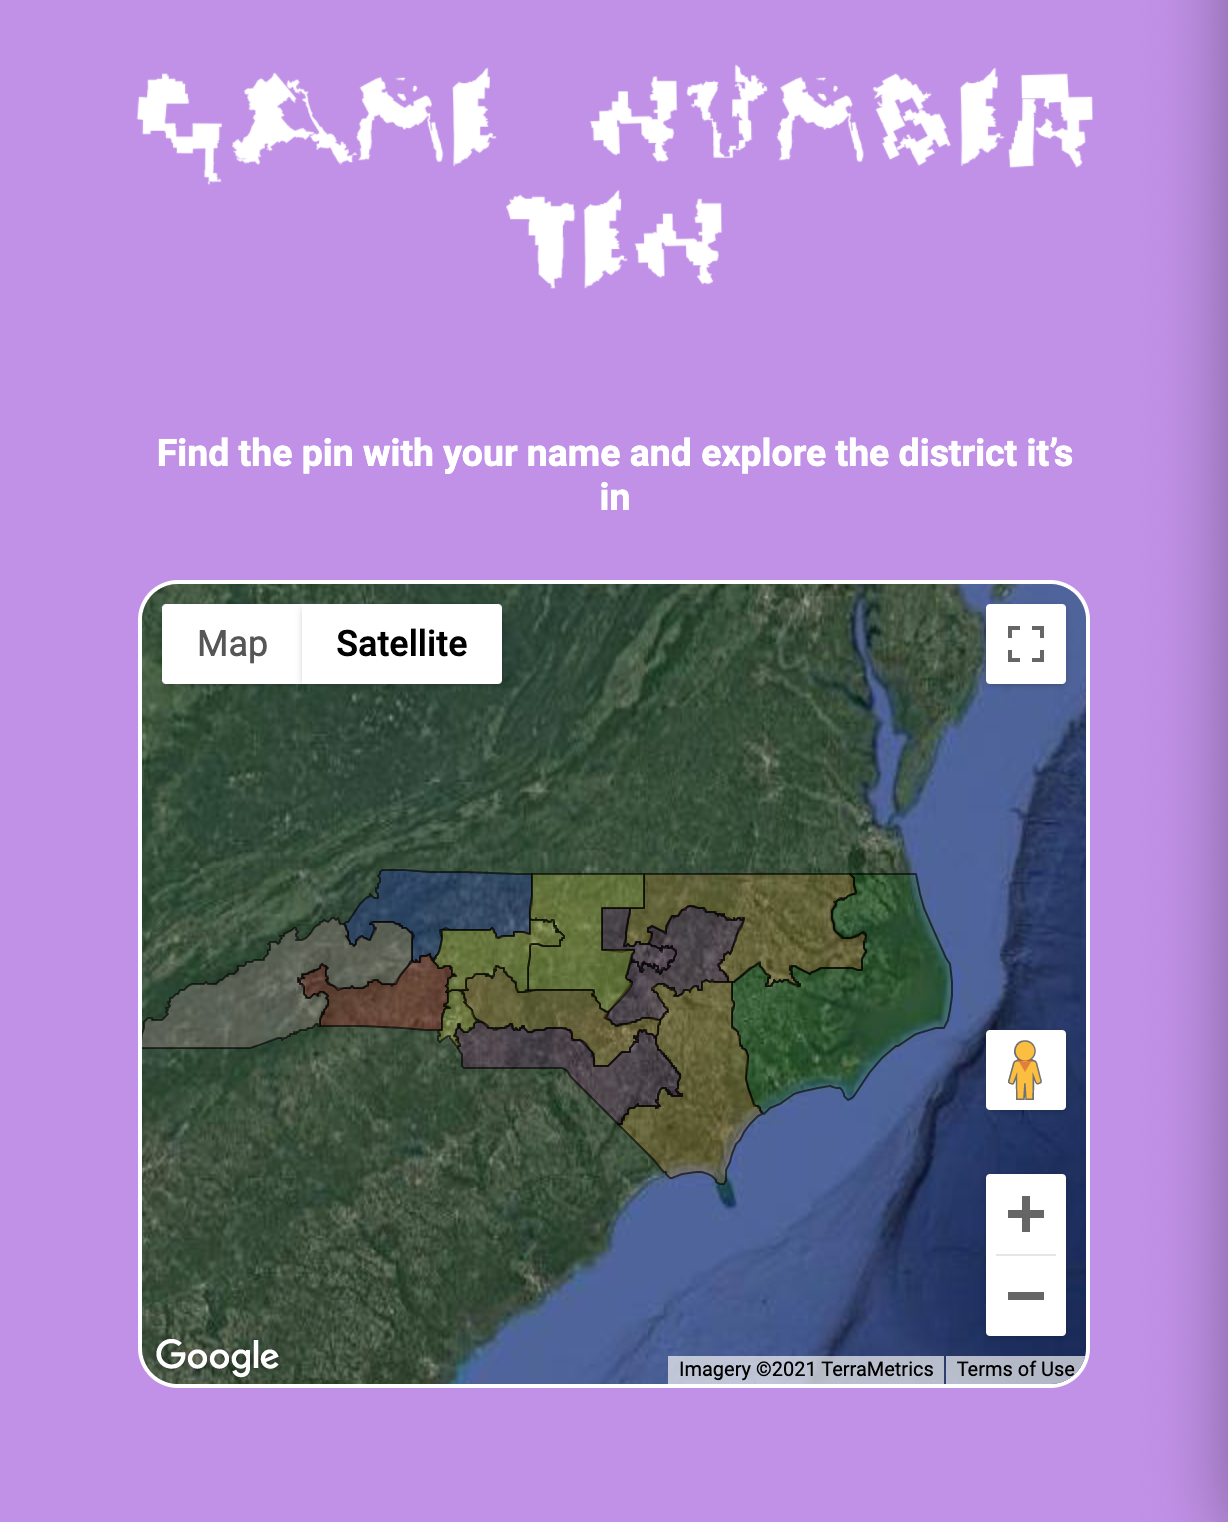 GAME NUMBER
TEN
Find the pin with your name and explore the district it’s
in
Map Satellite
Google
Imagery ©2021 TerraMetrics Terms of Use